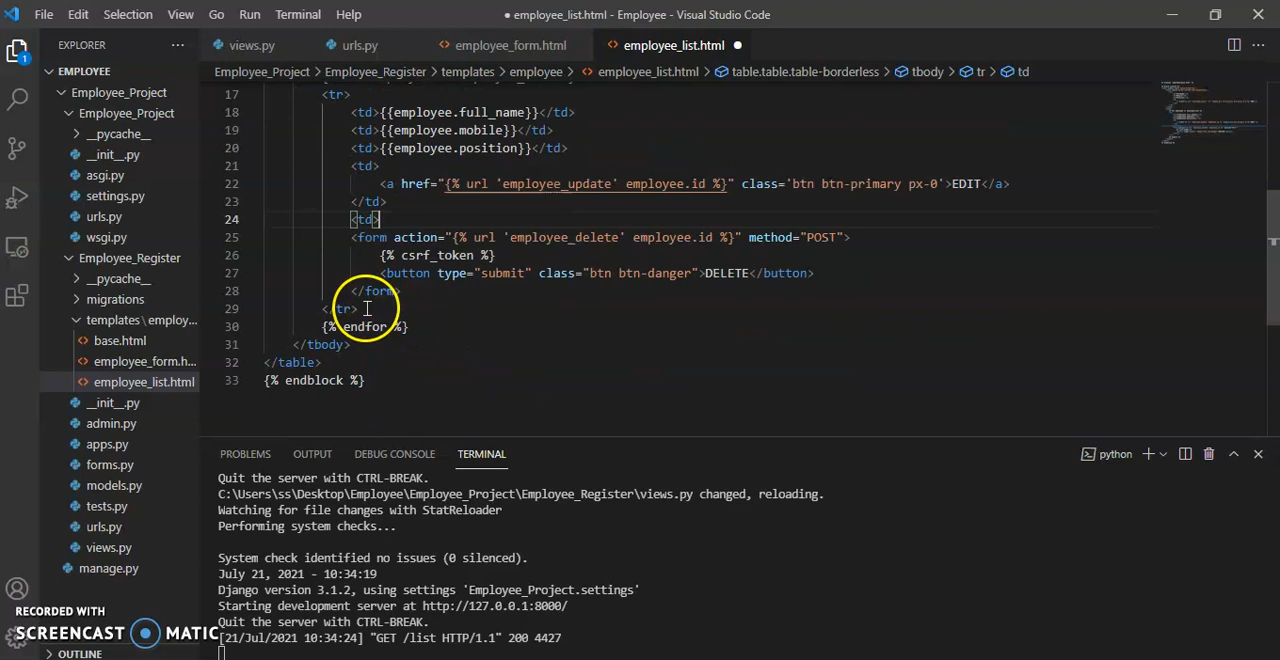 File Edit Selection View Go Run Terminal Help ● employee_list.html - Employee - Visual Studio Code
EXPLORER ··· views.py urls.py employee_form.html employee_list.html ●
Employee_Project > Employee_Register > templates > employee > employee_list.html > table.table.table-borderless > tbody > tr > td
EMPLOYEE
Employee_Project
Employee_Project
__pycache__
__init__.py
asgi.py
settings.py
urls.py
wsgi.py
Employee_Register
__pycache__
migrations
templates\employ...
base.html
employee_form.h...
employee_list.html
__init__.py
admin.py
apps.py
forms.py
models.py
tests.py
urls.py
views.py
manage.py
OUTLINE
1
17 <tr>
18 <td>{{employee.full_name}}</td>
19 <td>{{employee.mobile}}</td>
20 <td>{{employee.position}}</td>
21 <td>
22 <a href="{% url 'employee_update' employee.id %}" class='btn btn-primary px-0'>EDIT</a>
23 </td>
24 <td>
25 <form action="{% url 'employee_delete' employee.id %}" method="POST">
26 {% csrf_token %}
27 <button type="submit" class="btn btn-danger">DELETE</button>
28 </form>
29 </tr>
30 {% endfor %}
31 </tbody>
32 </table>
33 {% endblock %}
PROBLEMS OUTPUT DEBUG CONSOLE TERMINAL python
Quit the server with CTRL-BREAK.
C:\Users\ss\Desktop\Employee\Employee_Project\Employee_Register\views.py changed, reloading.
Watching for file changes with StatReloader
Performing system checks...
System check identified no issues (0 silenced).
July 21, 2021 - 10:34:19
Django version 3.1.2, using settings 'Employee_Project.settings'
Starting development server at http://127.0.0.1:8000/
Quit the server with CTRL-BREAK.
[21/Jul/2021 10:34:24] "GET /list HTTP/1.1" 200 4427
RECORDED WITH
SCREENCAST MATIC